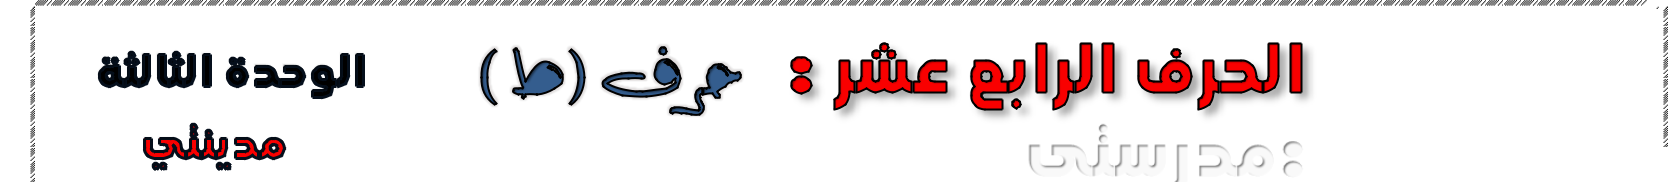 الحرف الرابع عشر : حرف (ط)
الوحدة الثالثة
مدينتي
مدرستي: